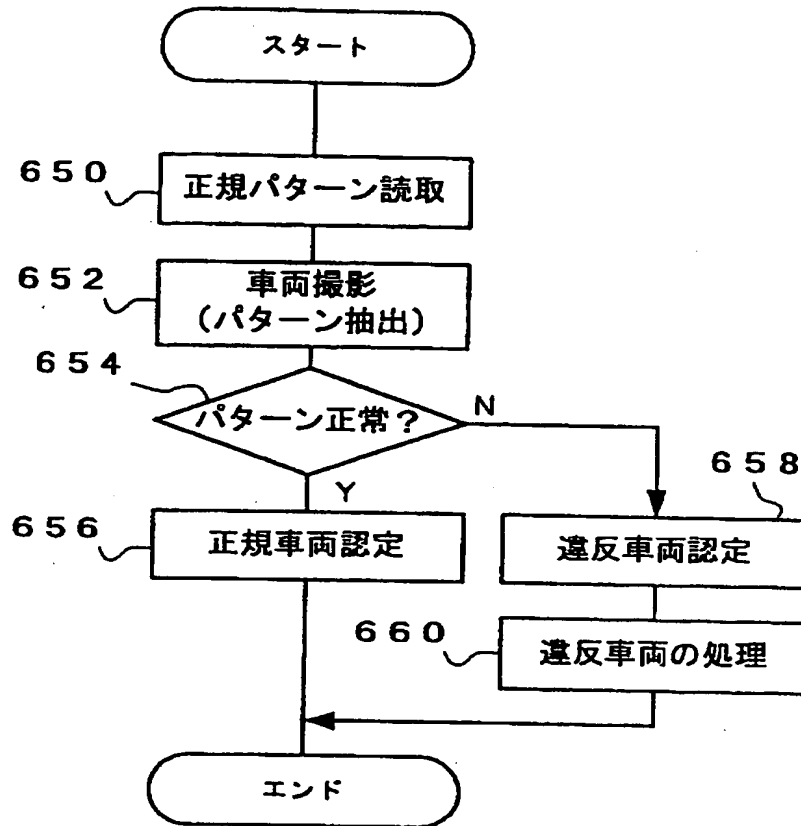 スタート
６５０
正規パターン読取
６５２
車両撮影
（パターン抽出）
６５４
パターン正常？
N
Y
６５６
正規車両認定
６５８
違反車両認定
６６０
違反車両の処理
エンド